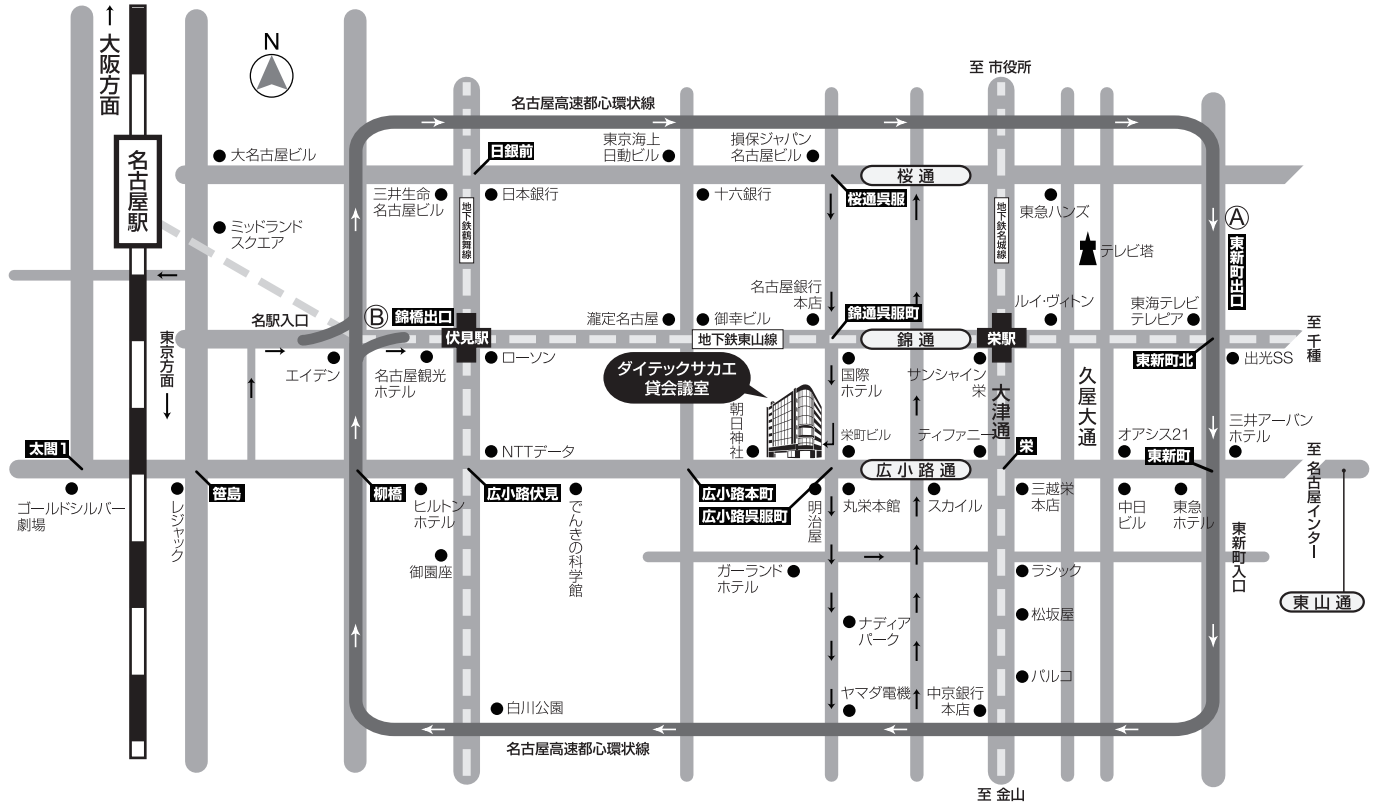 ↑
大阪方面
N
至 市役所
名古屋高速都心環状線
名古屋駅
大名古屋ビル
日銀前
東京海上
日動ビル
損保ジャパン
名古屋ビル
桜通
三井生命
名古屋ビル
日本銀行
十六銀行
桜通呉服
東急ハンズ
A
東新町出口
ミッドランド
スクエア
地下鉄鶴舞線
地下鉄名城線
テレビ塔
名古屋銀行
本店
ルイ・ヴィトン
東海テレビ
テレピア
名駅入口
B
錦橋出口
伏見駅
瀧定名古屋
御幸ビル
錦通呉服町
地下鉄東山線
錦通
栄駅
至 千種
東京方面
エイデン
名古屋観光
ホテル
ローソン
ダイテックサカエ
貸会議室
国際
ホテル
サンシャイン
栄
東新町北
出光SS
大津通
久屋大通
朝日神社
栄町ビル
ティファニー
栄
オアシス21
三井アーバン
ホテル
東新町
太閤1
NTTデータ
広小路通
至 名古屋インター
笹島
柳橋
広小路伏見
広小路本町
広小路呉服町
ゴールドシルバー
劇場
レジャック
ヒルトン
ホテル
でんきの科学館
明治屋
丸栄本館
スカイル
三越栄
本店
中日
ビル
東急
ホテル
東新町入口
御園座
ガーランド
ホテル
ラシック
東山通
ナディア
パーク
松坂屋
パルコ
白川公園
ヤマダ電機
中京銀行
本店
名古屋高速都心環状線
至 金山